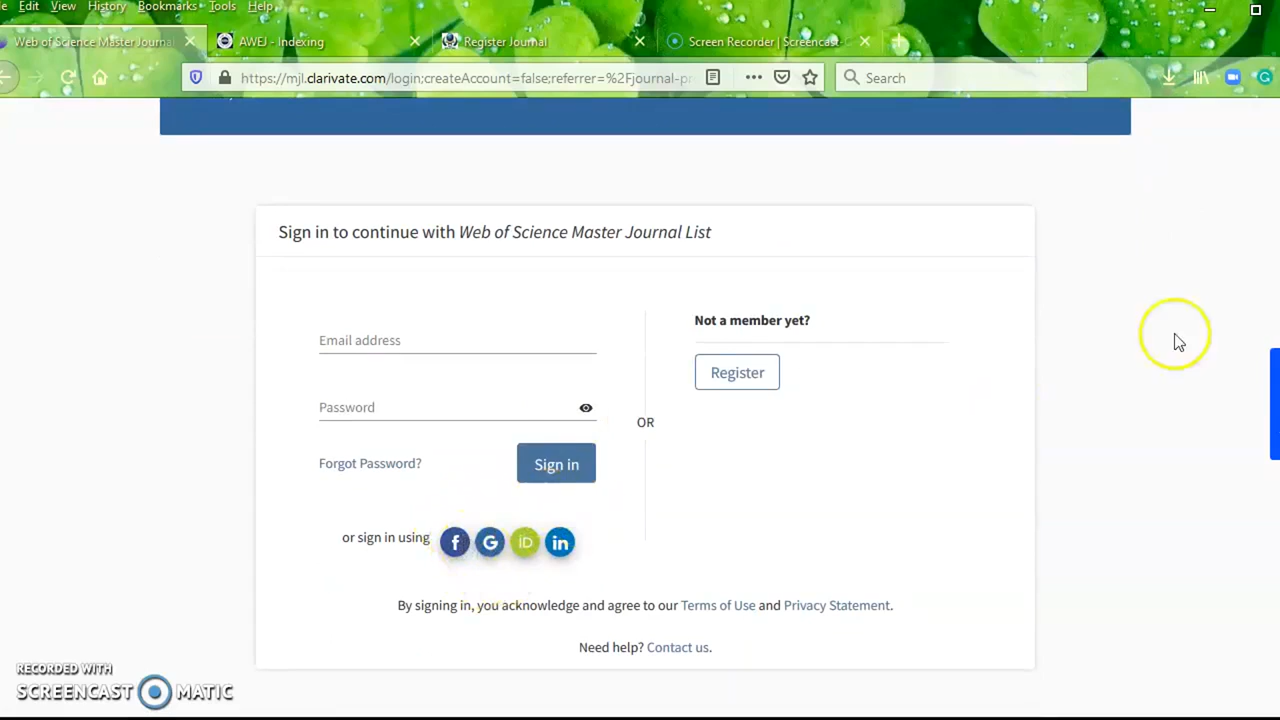 Edit View History Bookmarks Tools Help
Web of Science Master Journal
AWEJ - Indexing
Register Journal
Screen Recorder | Screencast-
https://mjl.clarivate.com/login;createAccount=false;referrer=%2Fjournal-pr
Search
Sign in to continue with Web of Science Master Journal List
Email address
Password
Forgot Password?
Sign in
or sign in using
f G iD in
OR
Not a member yet?
Register
By signing in, you acknowledge and agree to our Terms of Use and Privacy Statement.
Need help? Contact us.
RECORDED WITH
SCREENCAST MATIC